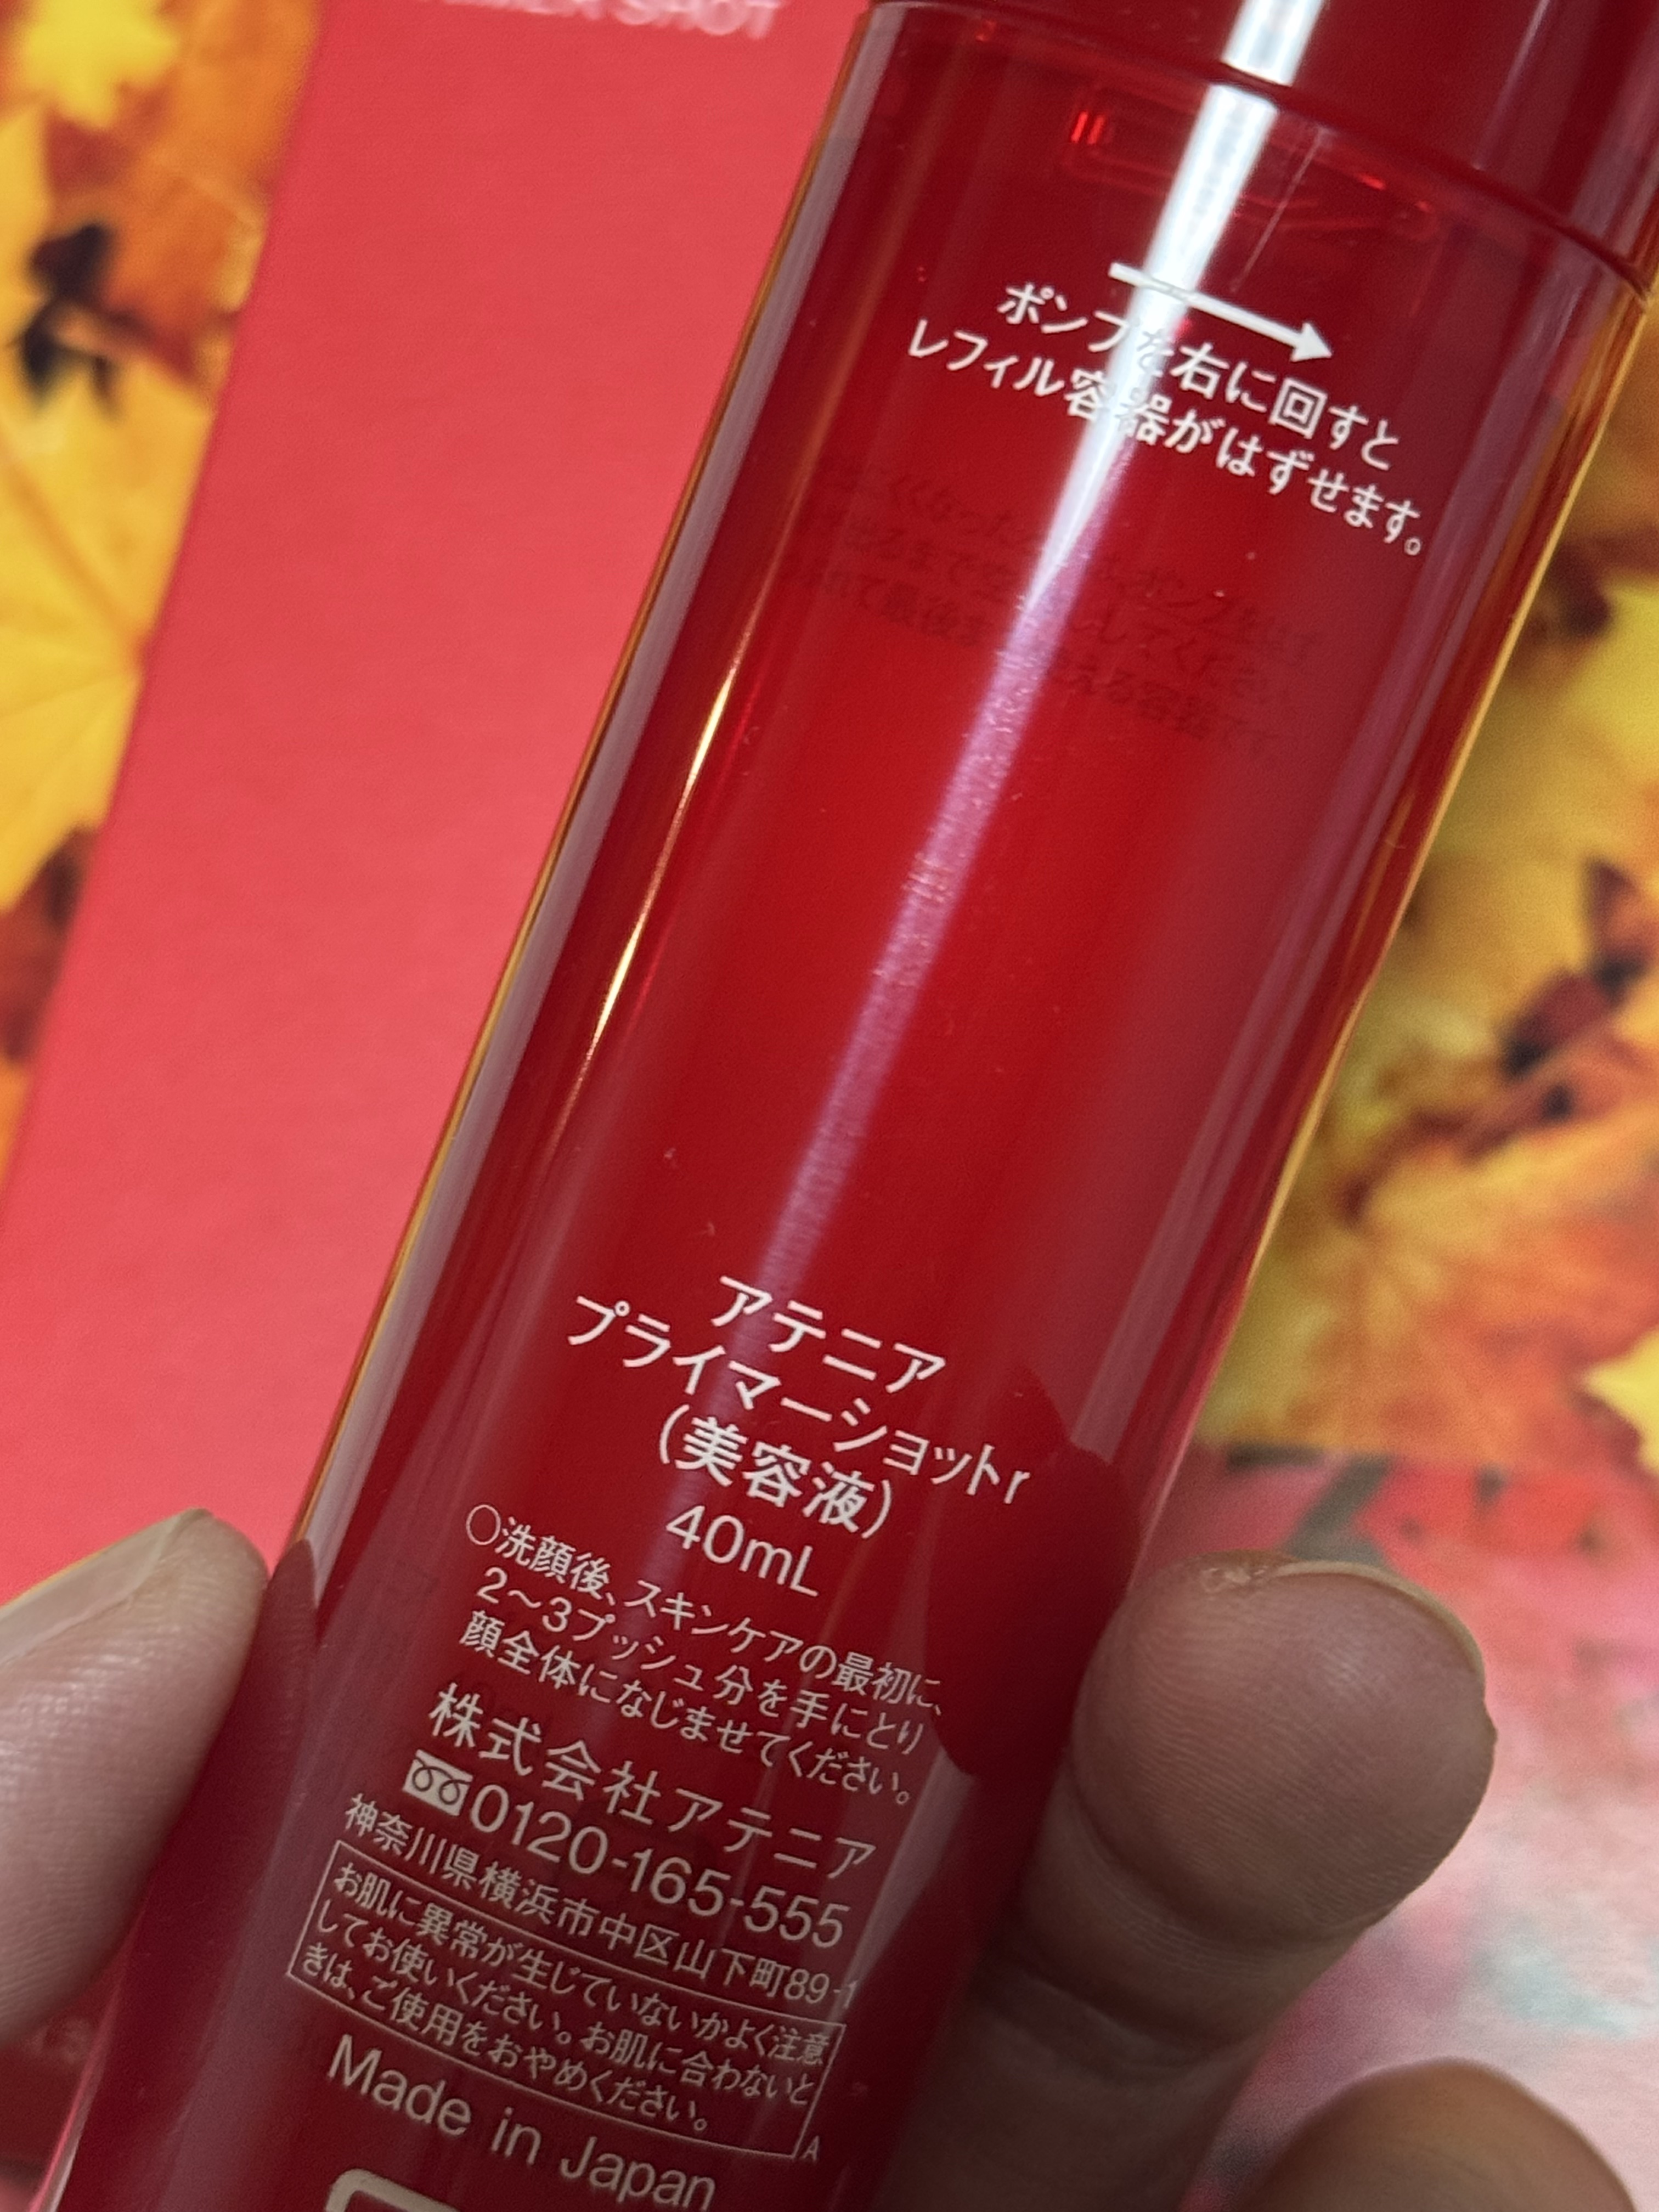 SHOT
ポンプを右に回すと
レフィル容器がはずせます。
アテニア
プライマーショットr
(美容液)
40mL
○洗顔後、スキンケアの最初に、
2～3プッシュ分を手にとり
顔全体になじませてください。
株式会社アテニア
0120-165-555
神奈川県横浜市中区山下町89-1
お肌に異常が生じていないかよく注意
してお使いください。お肌に合わないと
きは、ご使用をおやめください。
A
Made in Japan